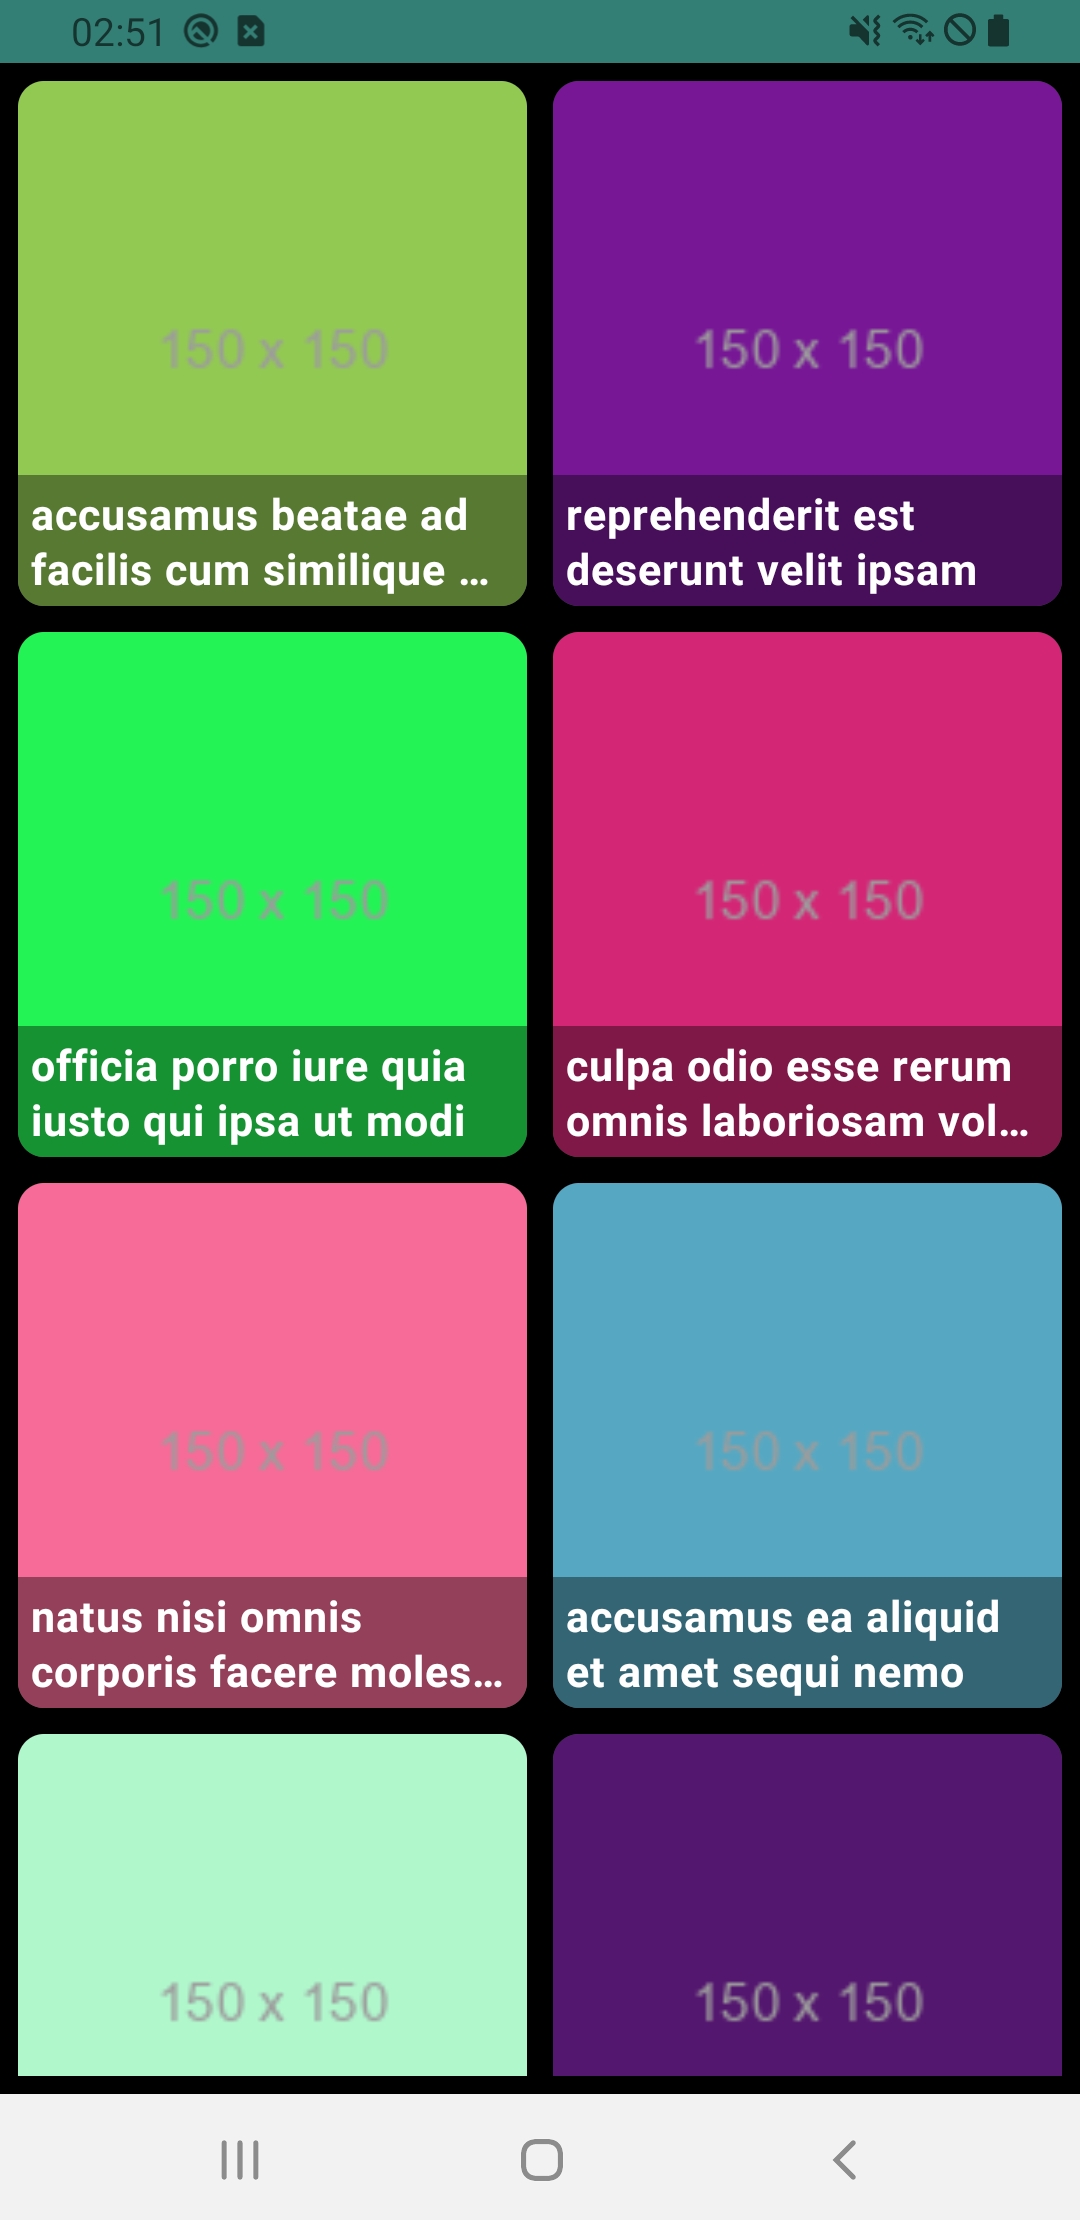 02:51
150 x 150
150 x 150
accusamus beatae ad
facilis cum similique ...
reprehenderit est
deserunt velit ipsam
150 x 150
150 x 150
officia porro iure quia
iusto qui ipsa ut modi
culpa odio esse rerum
omnis laboriosam vol...
150 x 150
150 x 150
natus nisi omnis
corporis facere moles...
accusamus ea aliquid
et amet sequi nemo
150 x 150
150 x 150